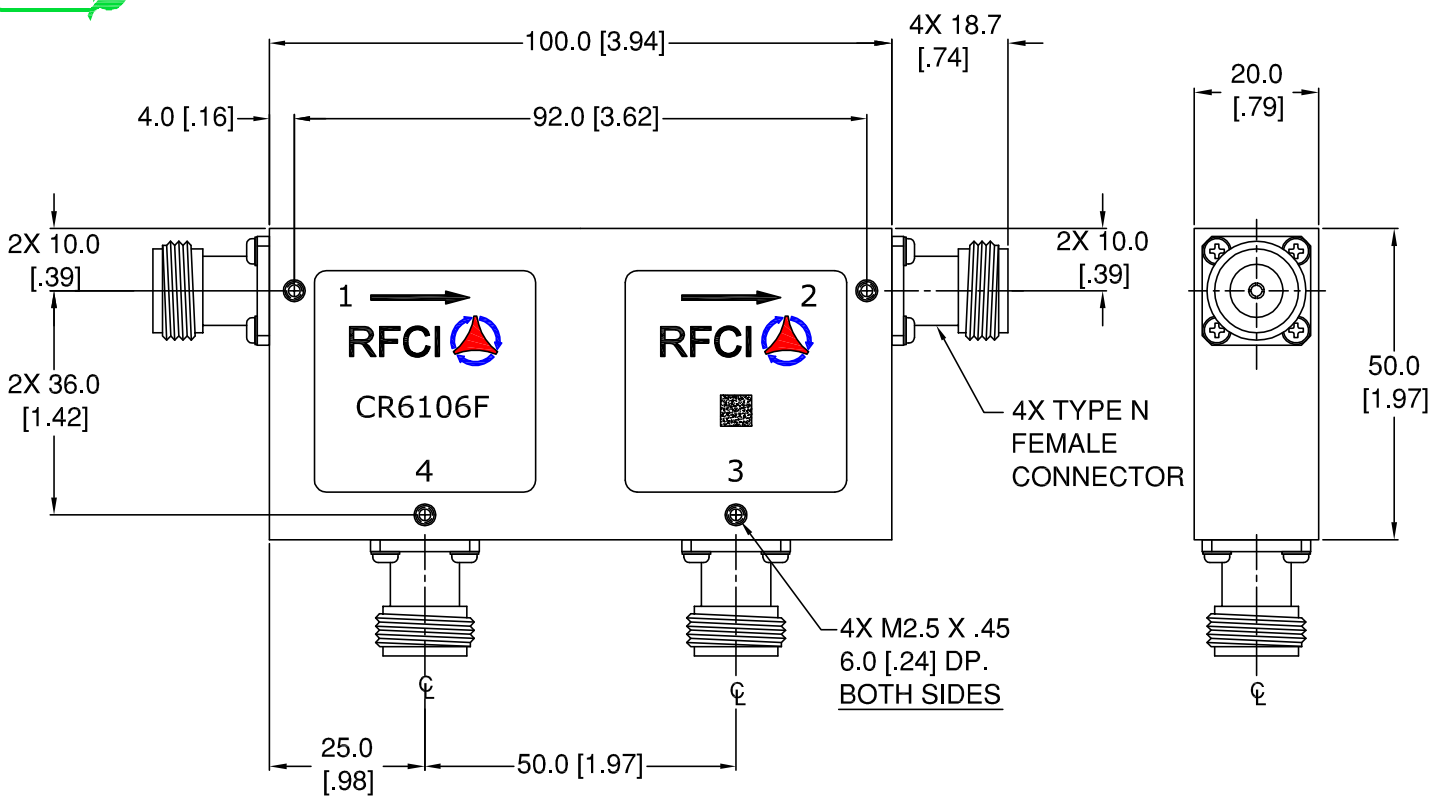 100.0 [3.94]
4X 18.7
[.74]
20.0
[.79]
4.0 [.16]
92.0 [3.62]
2X 10.0
[.39]
2X 10.0
[.39]
1
2
RFCI
RFCI
2X 36.0
[1.42]
CR6106F
50.0
[1.97]
4X TYPE N
FEMALE
CONNECTOR
4
3
4X M2.5 X .45
6.0 [.24] DP.
BOTH SIDES
℄
℄
℄
25.0
[.98]
50.0 [1.97]